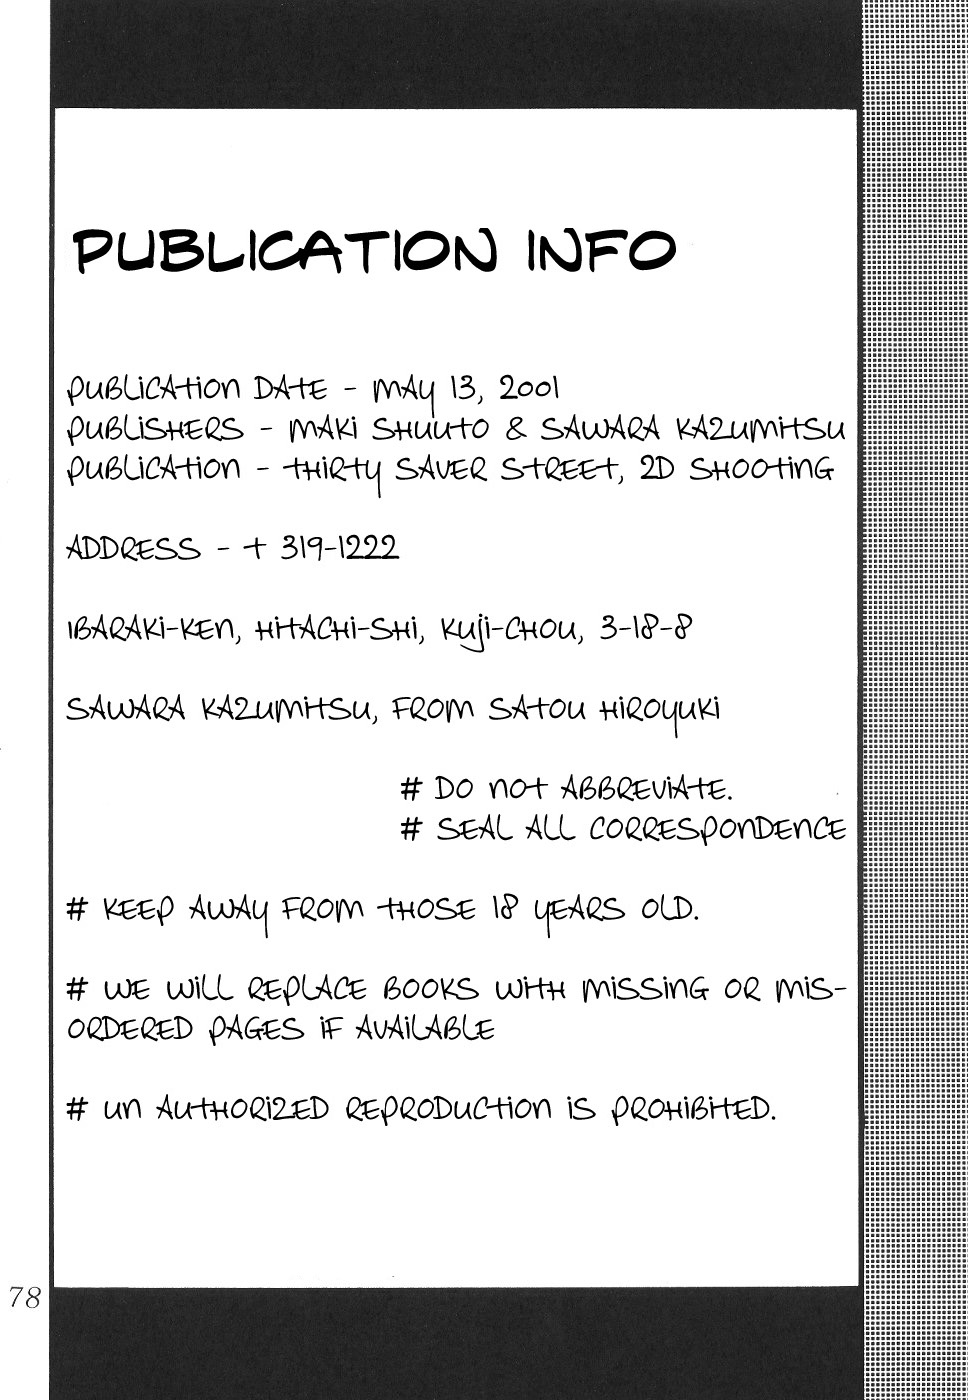 PUBLICATION INFO
PUBLICATION DATE - MAY 13, 2001
PUBLISHERS - MAKI SHUUTO & SAWARA KAZUMITSU
PUBLICATION - THIRTY SAVER STREET, 2D SHOOTING
ADDRESS - + 319-1222
IBARAKI-KEN, HITACHI-SHI, KUJI-CHOU, 3-18-8
SAWARA KAZUMITSU, FROM SATOU HIROYUKI
# DO NOT ABBREVIATE.
# SEAL ALL CORRESPONDENCE
# KEEP AWAY FROM THOSE 18 YEARS OLD.
# WE WILL REPLACE BOOKS WITH MISSING OR MIS-
ORDERED PAGES IF AVAILABLE
# UN AUTHORIZED REPRODUCTION IS PROHIBITED.
78